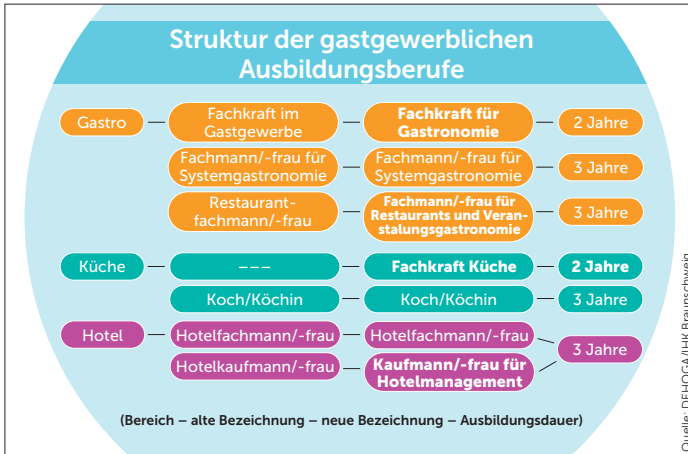 Struktur der gastgewerblichen
Ausbildungsberufe
Gastro
Fachkraft im
Gastgewerbe
Fachkraft für
Gastronomie
2 Jahre
Fachmann/-frau für
Systemgastronomie
Fachmann/-frau für
Systemgastronomie
3 Jahre
Restaurant-
fachmann/-frau
Fachmann/-frau für
Restaurants und Veran-
stalungsgastronomie
3 Jahre
Küche
---
Fachkraft Küche
2 Jahre
Koch/Köchin
Koch/Köchin
3 Jahre
Hotel
Hotelfachmann/-frau
Hotelfachmann/-frau
3 Jahre
Hotelkaufmann/-frau
Kaufmann/-frau für
Hotelmanagement
(Bereich – alte Bezeichnung – neue Bezeichnung – Ausbildungsdauer)
Quelle: DEHOGA/IHK Braunschweig